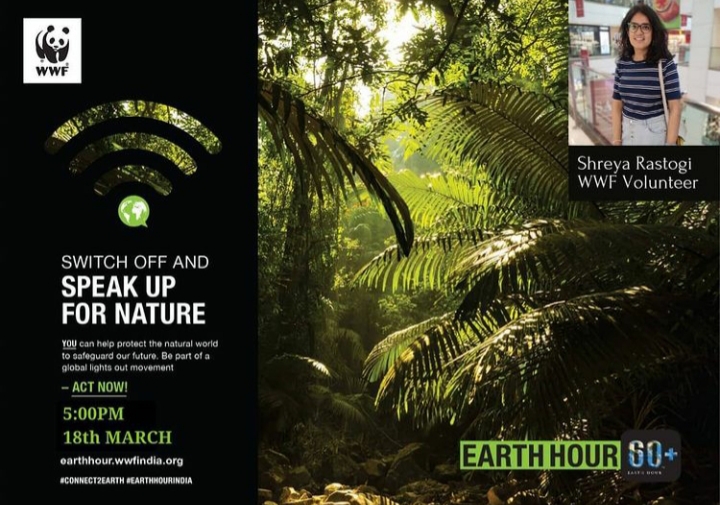 WWF
SWITCH OFF AND
SPEAK UP
FOR NATURE
YOU can help protect the natural world
to safeguard our future. Be part of a
global lights out movement
– ACT NOW!
5:00PM
18th MARCH
earthhour.wwfindia.org
#CONNECT2EARTH #EARTHHOURINDIA
Shreya Rastogi
WWF Volunteer
EARTH HOUR 60+
EARTH HOUR